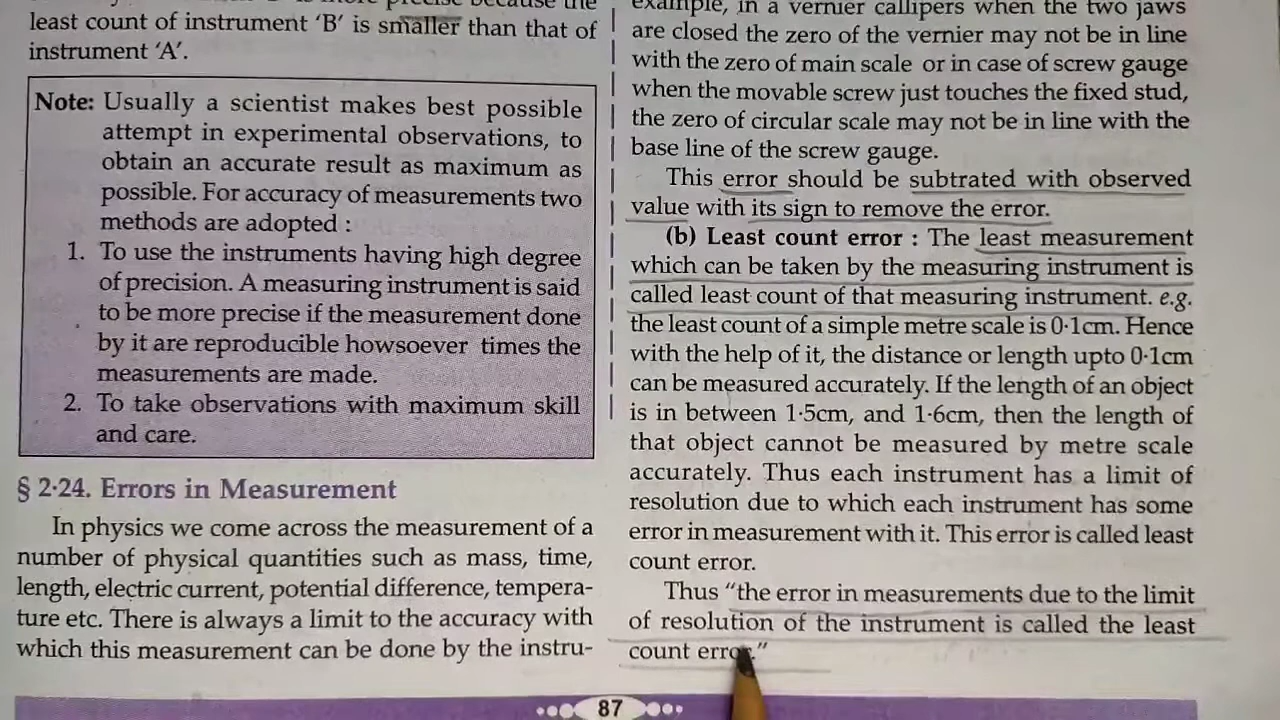 is more precise because the
least count of instrument ‘B’ is smaller than that of
instrument ‘A’.
Note: Usually a scientist makes best possible
attempt in experimental observations, to
obtain an accurate result as maximum as
possible. For accuracy of measurements two
methods are adopted :
1. To use the instruments having high degree
of precision. A measuring instrument is said
to be more precise if the measurement done
by it are reproducible howsoever times the
measurements are made.
2. To take observations with maximum skill
and care.
§ 2·24. Errors in Measurement
In physics we come across the measurement of a
number of physical quantities such as mass, time,
length, electric current, potential difference, tempera-
ture etc. There is always a limit to the accuracy with
which this measurement can be done by the instru-
example, in a vernier callipers when the two jaws
are closed the zero of the vernier may not be in line
with the zero of main scale or in case of screw gauge
when the movable screw just touches the fixed stud,
the zero of circular scale may not be in line with the
base line of the screw gauge.
This error should be subtrated with observed
value with its sign to remove the error.
(b) Least count error : The least measurement
which can be taken by the measuring instrument is
called least count of that measuring instrument. e.g.
the least count of a simple metre scale is 0·1cm. Hence
with the help of it, the distance or length upto 0·1cm
can be measured accurately. If the length of an object
is in between 1·5cm, and 1·6cm, then the length of
that object cannot be measured by metre scale
accurately. Thus each instrument has a limit of
resolution due to which each instrument has some
error in measurement with it. This error is called least
count error.
Thus “the error in measurements due to the limit
of resolution of the instrument is called the least
count error.”
87